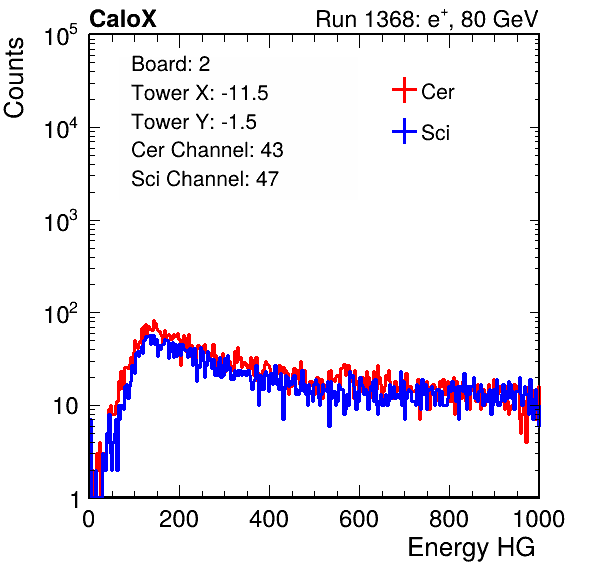 CaloX Run 1368: e⁺, 80 GeV
Counts
10⁵
10⁴
10³
10²
10
1
Board: 2
Tower X: -11.5
Tower Y: -1.5
Cer Channel: 43
Sci Channel: 47
Cer
Sci
0 200 400 600 800 1000
Energy HG